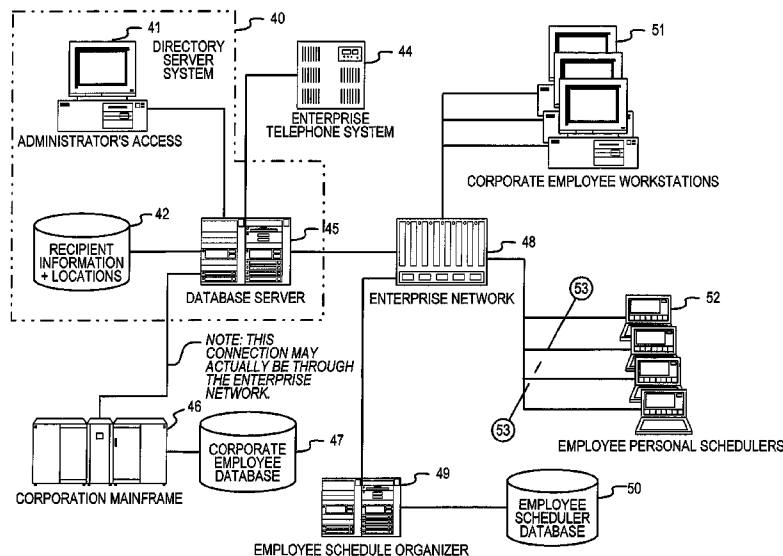 41
40
DIRECTORY
SERVER
SYSTEM
ADMINISTRATOR'S ACCESS
44
ENTERPRISE
TELEPHONE SYSTEM
51
CORPORATE EMPLOYEE WORKSTATIONS
42
RECIPIENT
INFORMATION
+ LOCATIONS
45
DATABASE SERVER
48
ENTERPRISE NETWORK
53
52
53
EMPLOYEE PERSONAL SCHEDULERS
NOTE: THIS
CONNECTION MAY
ACTUALLY BE THROUGH
THE ENTERPRISE
NETWORK.
46
CORPORATION MAINFRAME
47
CORPORATE
EMPLOYEE
DATABASE
49
EMPLOYEE SCHEDULE ORGANIZER
50
EMPLOYEE
SCHEDULER
DATABASE